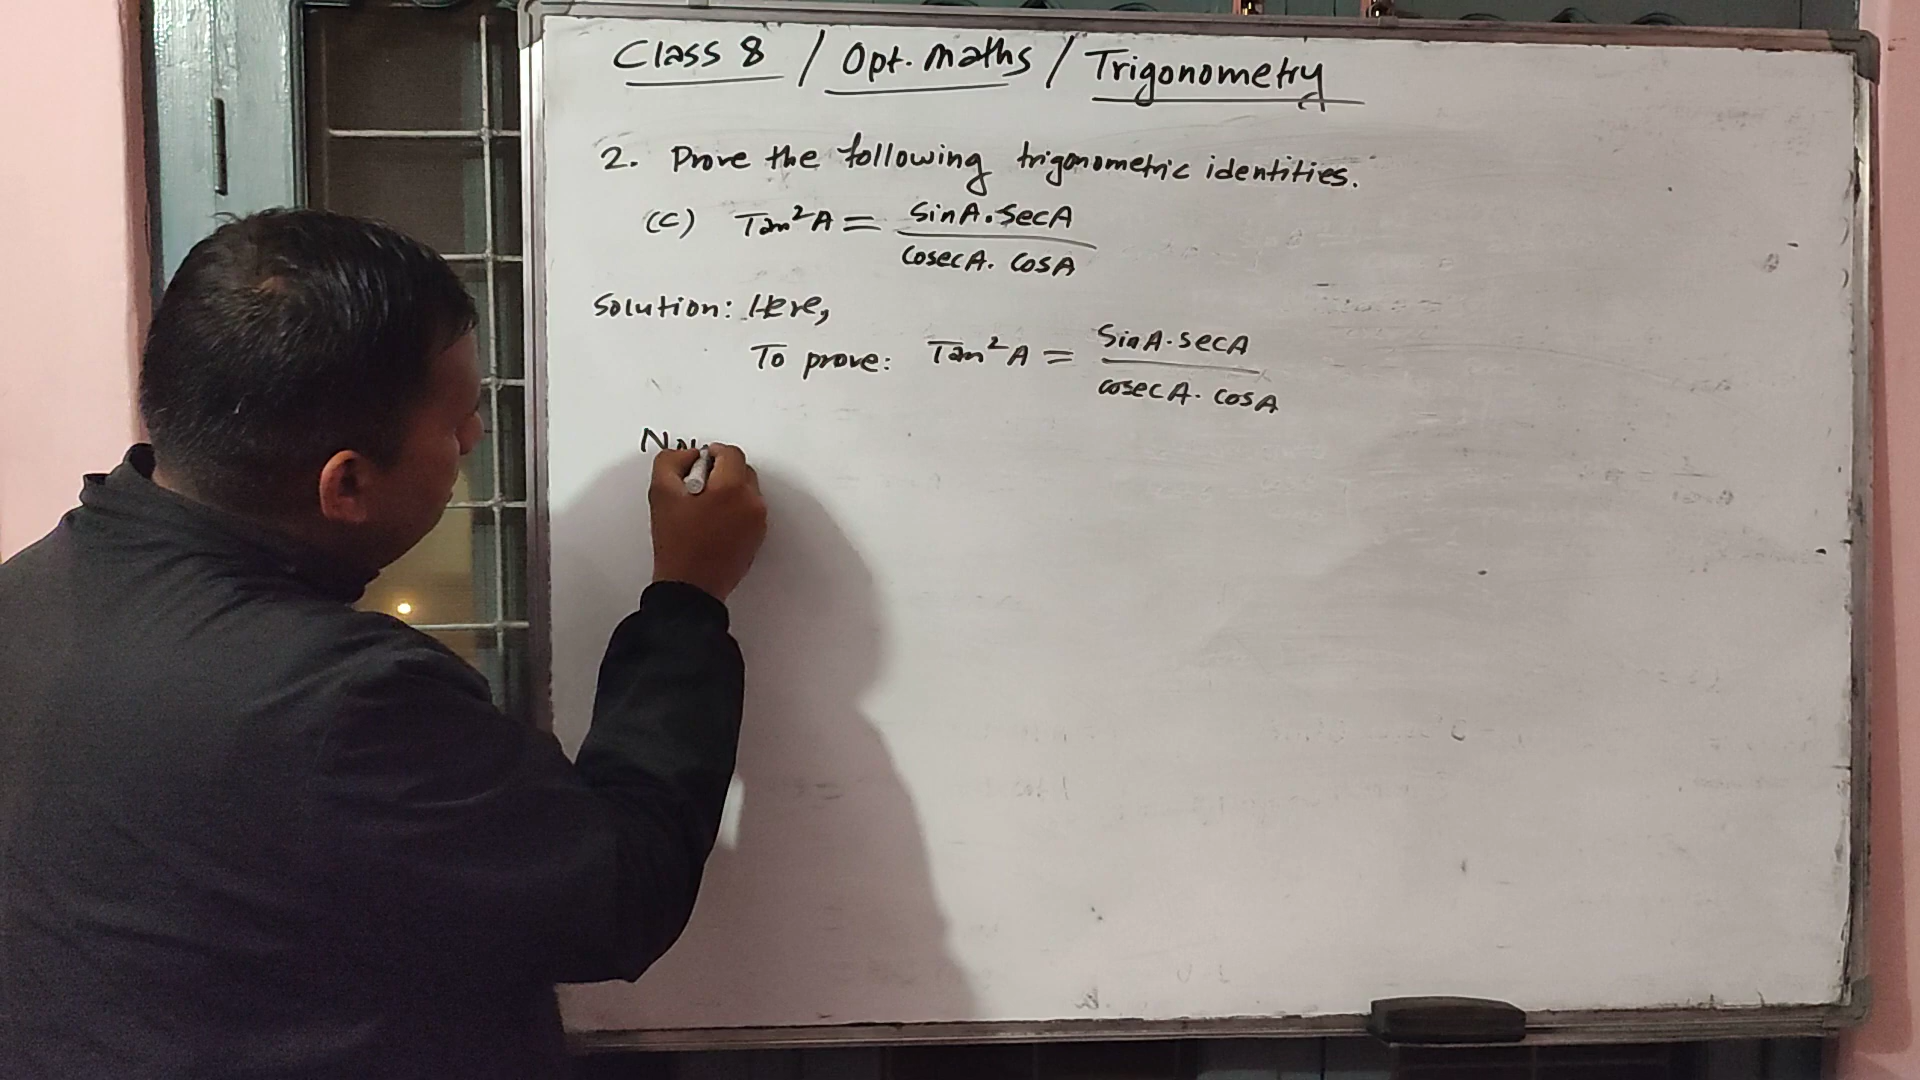 Class 8 / Opt. Maths / Trigonometry
2. Prove the following trigonometric identities.
(c) Tan²A = SinA.SecA
cosecA. cosA
Solution: Here,
To prove: Tan²A = SinA.secA
cosecA. cosA